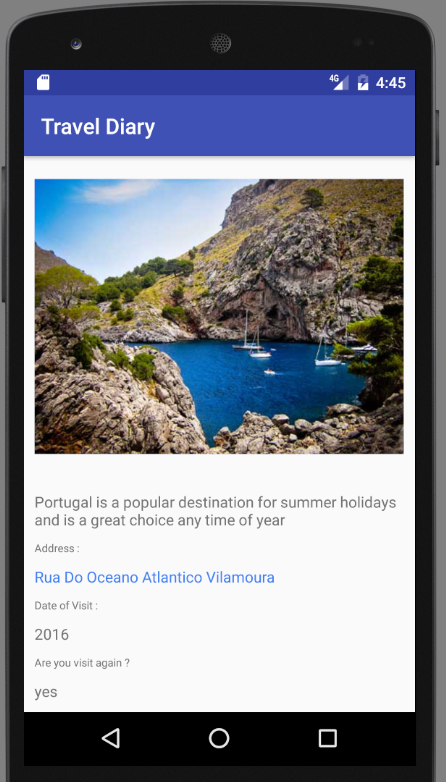 4G 4:45
Travel Diary
Portugal is a popular destination for summer holidays
and is a great choice any time of year
Address :
Rua Do Oceano Atlantico Vilamoura
Date of Visit :
2016
Are you visit again ?
yes